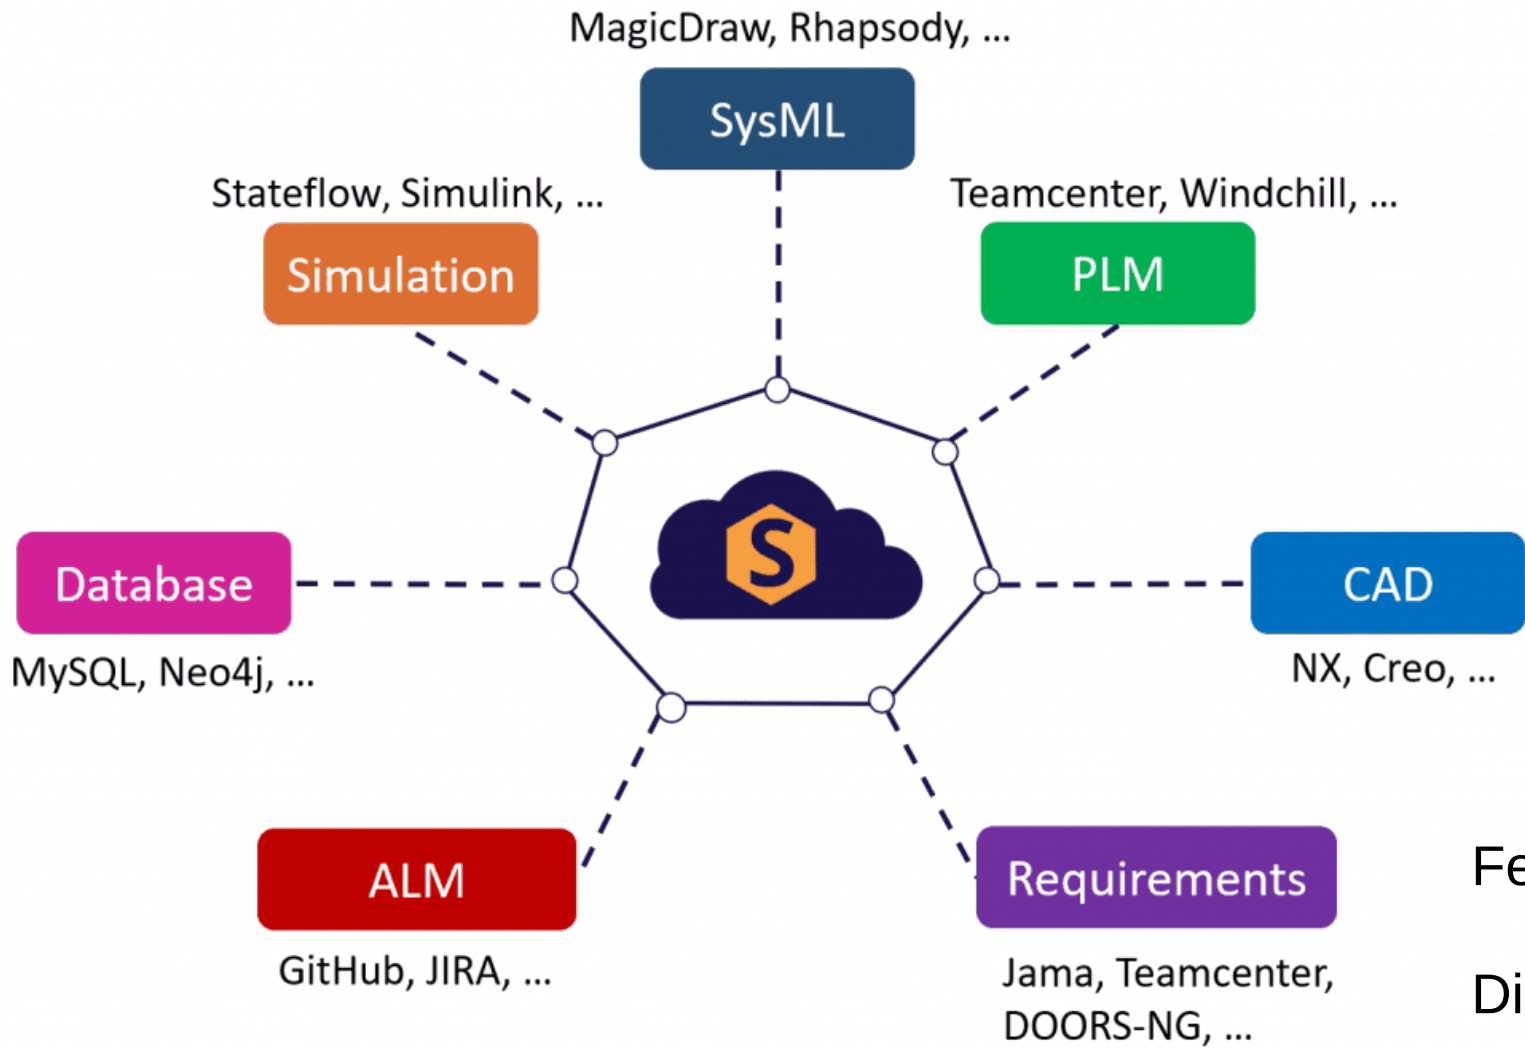 MagicDraw, Rhapsody, ...
SysML
Stateflow, Simulink, ...
Simulation
Teamcenter, Windchill, ...
PLM
S
Database
MySQL, Neo4j, ...
CAD
NX, Creo, ...
ALM
GitHub, JIRA, ...
Requirements
Jama, Teamcenter,
DOORS-NG, ...